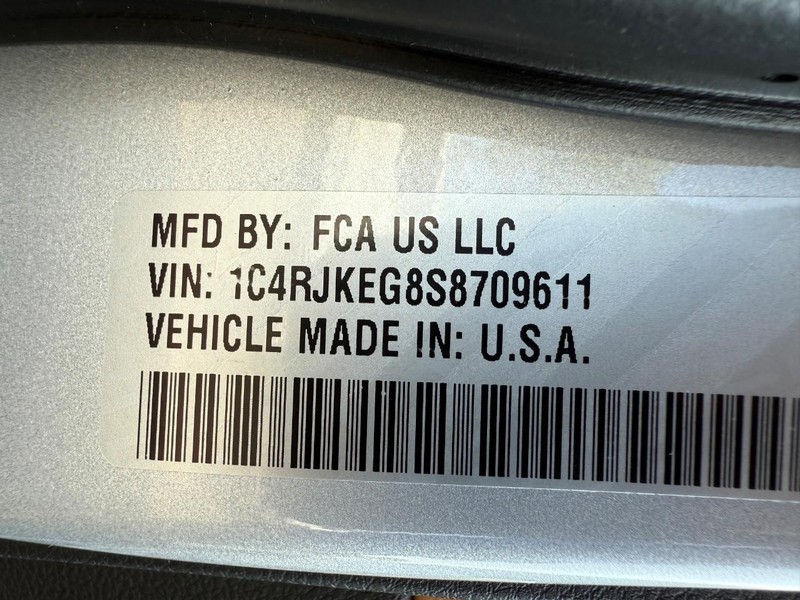 MFD BY: FCA US LLC
VIN: 1C4RJKEG8S8709611
VEHICLE MADE IN: U.S.A.